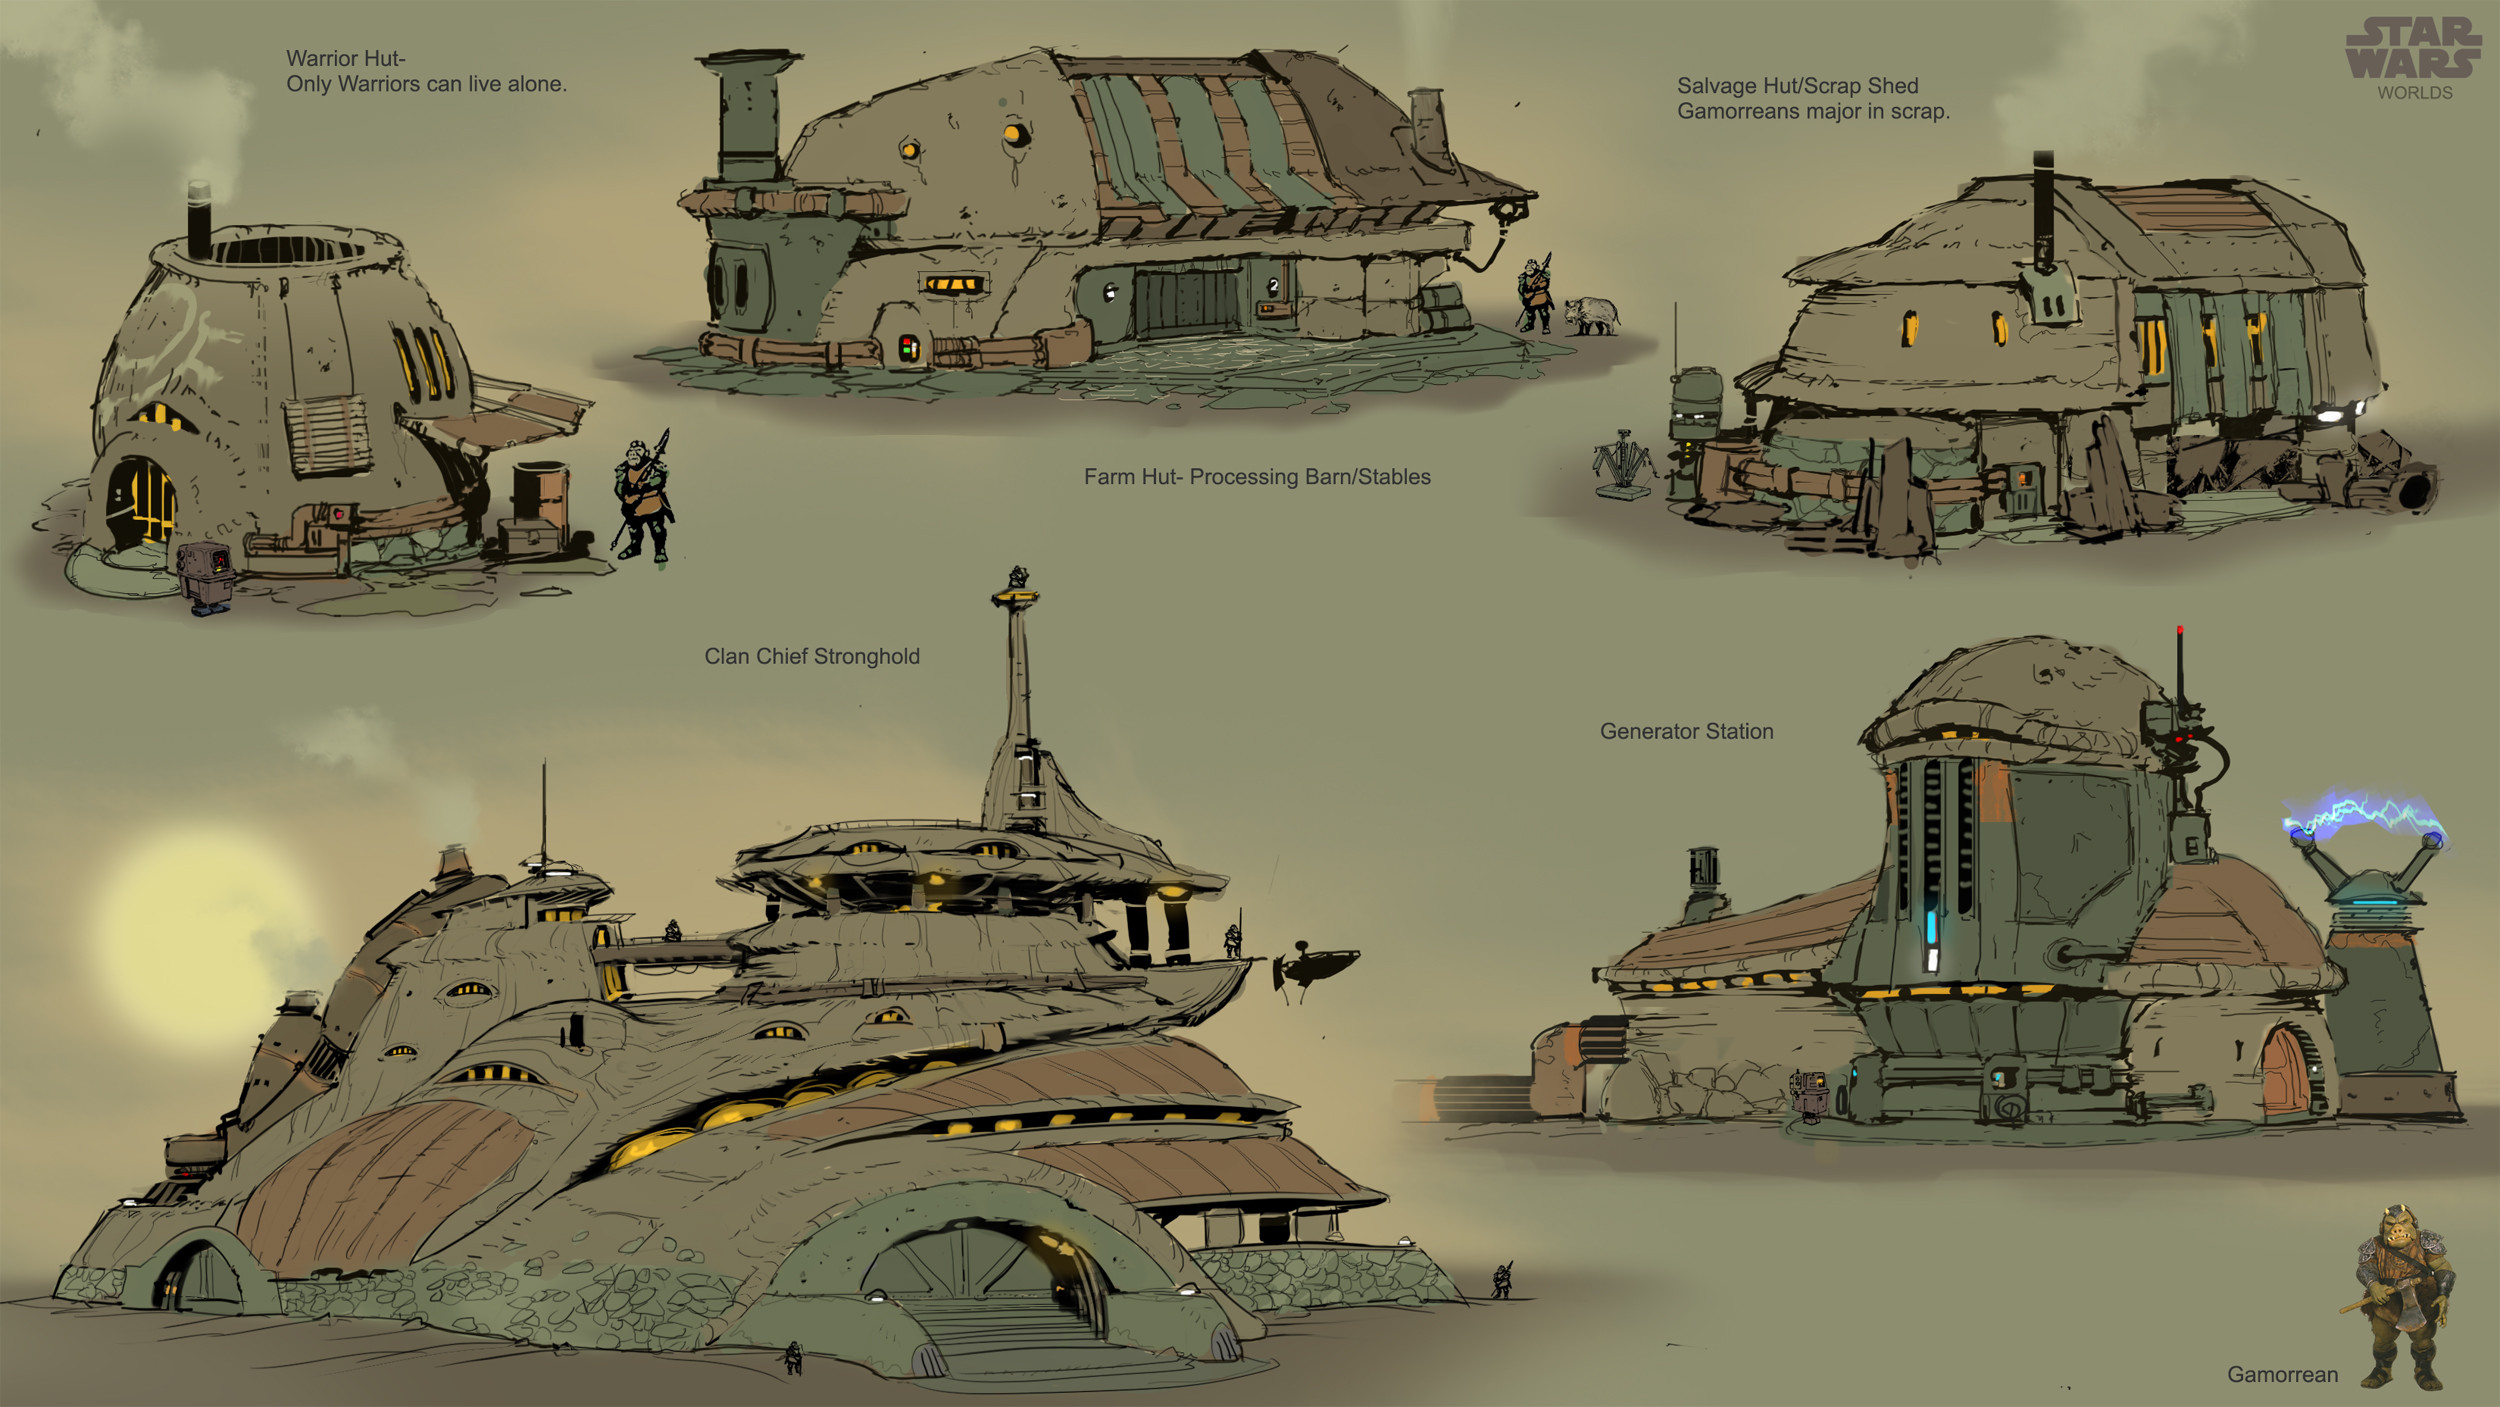 Warrior Hut-
Only Warriors can live alone.
Salvage Hut/Scrap Shed
Gamorreans major in scrap.
STAR
WARS
WORLDS
2
Farm Hut- Processing Barn/Stables
Clan Chief Stronghold
Generator Station
Gamorrean